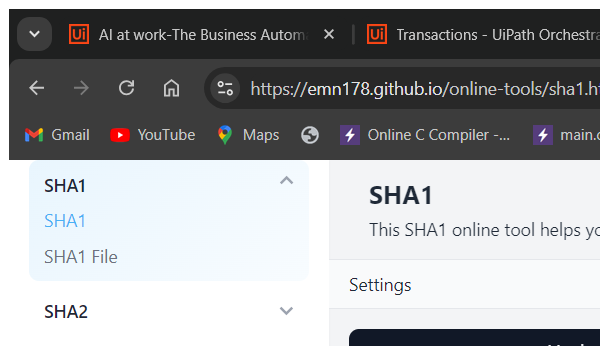 Ui AI at work-The Business Autom Ui Transactions - UiPath Orchestra
https://emn178.github.io/online-tools/sha1.h
Gmail YouTube Maps Online C Compiler -... main.c
SHA1
SHA1
SHA1 File
SHA2
SHA1
This SHA1 online tool helps yo
Settings